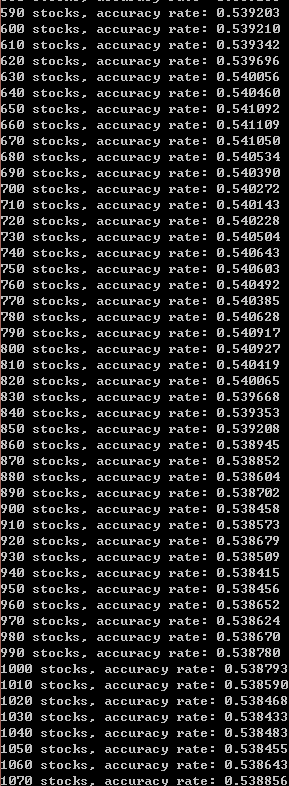 590 stocks, accuracy rate: 0.539203
600 stocks, accuracy rate: 0.539210
610 stocks, accuracy rate: 0.539342
620 stocks, accuracy rate: 0.539696
630 stocks, accuracy rate: 0.540056
640 stocks, accuracy rate: 0.540460
650 stocks, accuracy rate: 0.541092
660 stocks, accuracy rate: 0.541109
670 stocks, accuracy rate: 0.541050
680 stocks, accuracy rate: 0.540534
690 stocks, accuracy rate: 0.540390
700 stocks, accuracy rate: 0.540272
710 stocks, accuracy rate: 0.540143
720 stocks, accuracy rate: 0.540228
730 stocks, accuracy rate: 0.540504
740 stocks, accuracy rate: 0.540643
750 stocks, accuracy rate: 0.540603
760 stocks, accuracy rate: 0.540492
770 stocks, accuracy rate: 0.540385
780 stocks, accuracy rate: 0.540628
790 stocks, accuracy rate: 0.540917
800 stocks, accuracy rate: 0.540927
810 stocks, accuracy rate: 0.540419
820 stocks, accuracy rate: 0.540065
830 stocks, accuracy rate: 0.539668
840 stocks, accuracy rate: 0.539353
850 stocks, accuracy rate: 0.539208
860 stocks, accuracy rate: 0.538945
870 stocks, accuracy rate: 0.538852
880 stocks, accuracy rate: 0.538604
890 stocks, accuracy rate: 0.538702
900 stocks, accuracy rate: 0.538458
910 stocks, accuracy rate: 0.538573
920 stocks, accuracy rate: 0.538679
930 stocks, accuracy rate: 0.538509
940 stocks, accuracy rate: 0.538415
950 stocks, accuracy rate: 0.538456
960 stocks, accuracy rate: 0.538652
970 stocks, accuracy rate: 0.538624
980 stocks, accuracy rate: 0.538670
990 stocks, accuracy rate: 0.538780
1000 stocks, accuracy rate: 0.538793
1010 stocks, accuracy rate: 0.538590
1020 stocks, accuracy rate: 0.538468
1030 stocks, accuracy rate: 0.538433
1040 stocks, accuracy rate: 0.538483
1050 stocks, accuracy rate: 0.538455
1060 stocks, accuracy rate: 0.538643
1070 stocks, accuracy rate: 0.538856